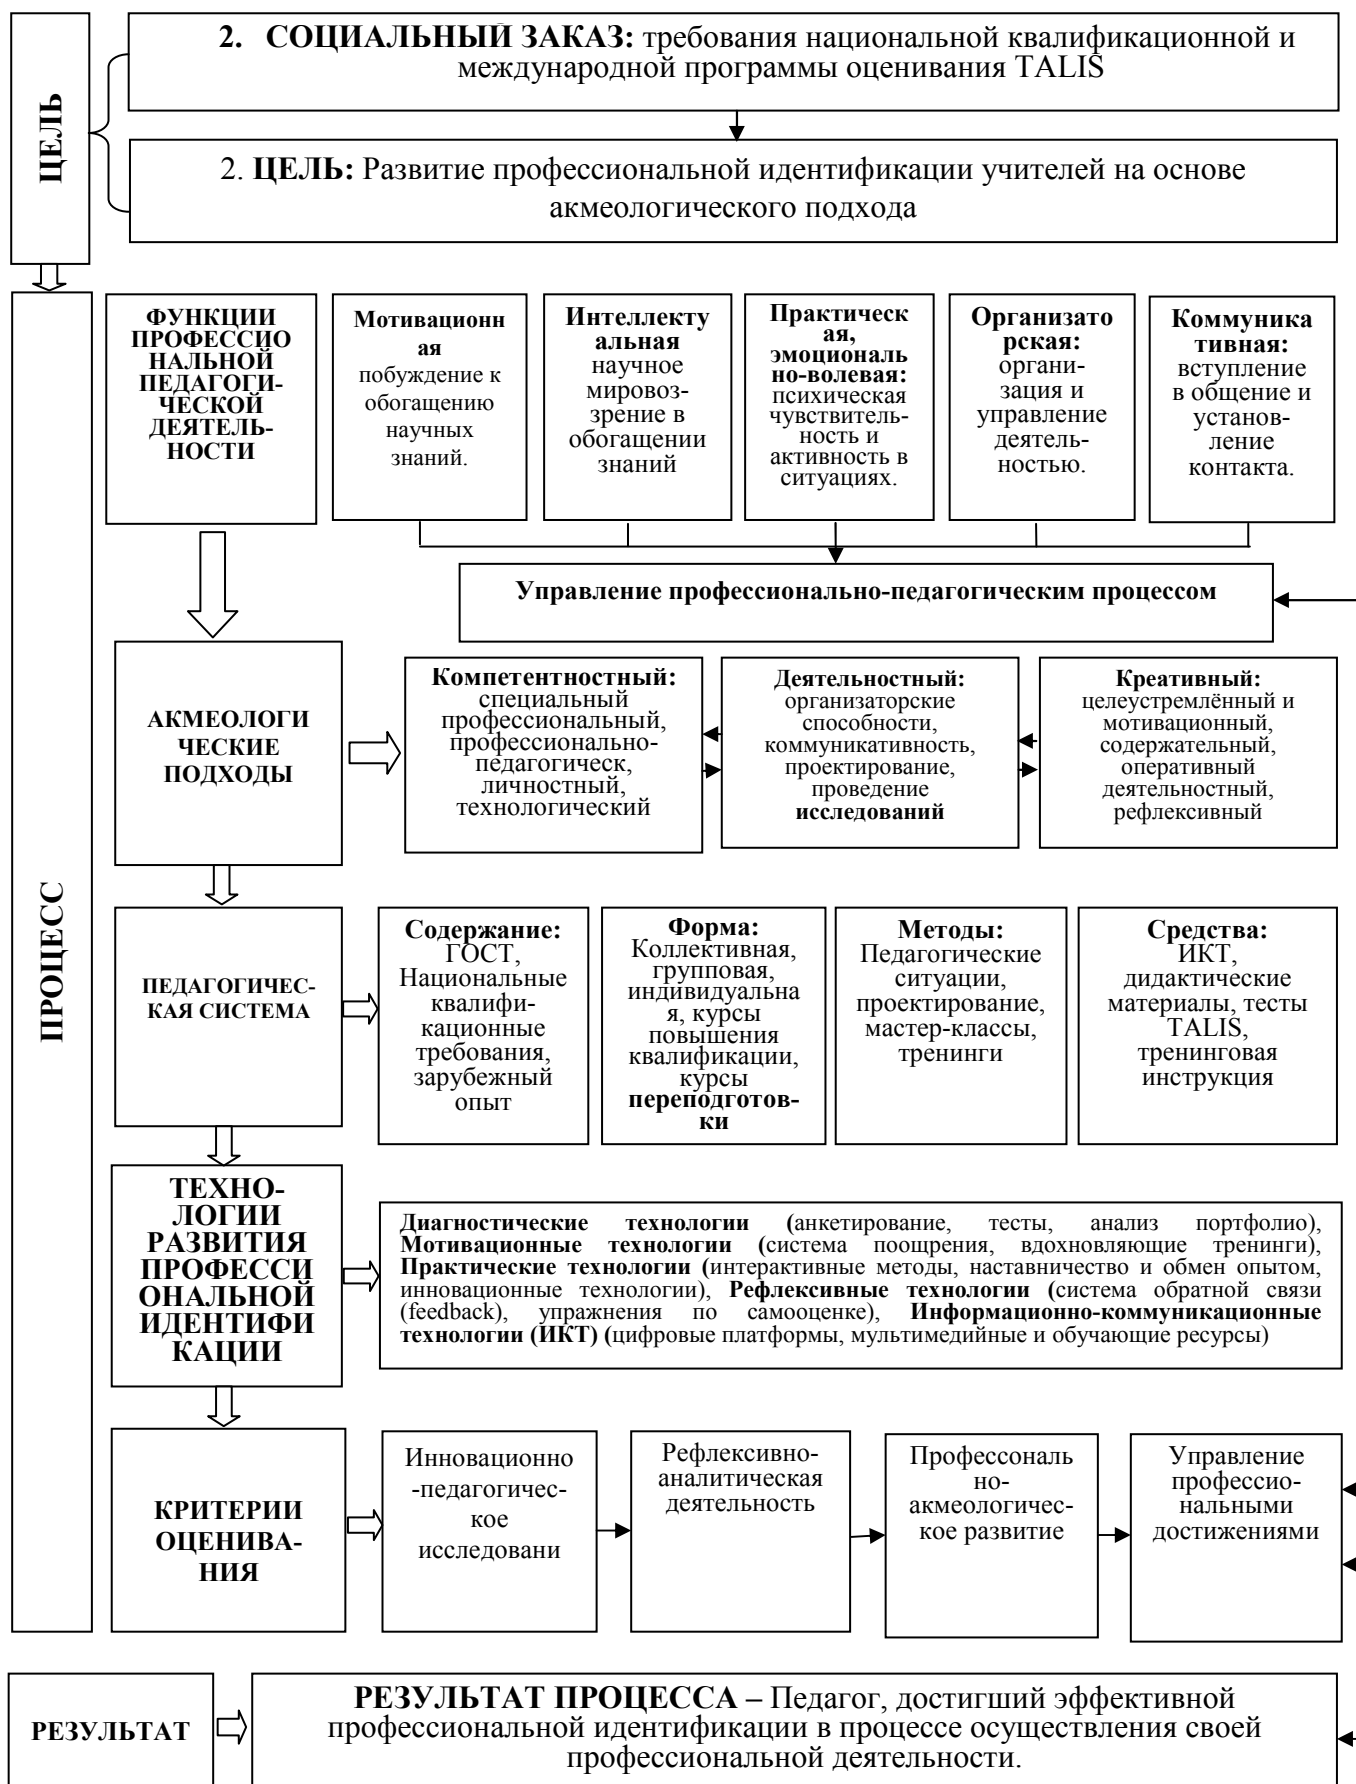 ЦЕЛЬ
2. СОЦИАЛЬНЫЙ ЗАКАЗ: требования национальной квалификационной и
международной программы оценивания TALIS
2. ЦЕЛЬ: Развитие профессиональной идентификации учителей на основе
акмеологического подхода
ПРОЦЕСС
ФУНКЦИИ
ПРОФЕССИО
НАЛЬНОЙ
ПЕДАГОГИ-
ЧЕСКОЙ
ДЕЯТЕЛЬ-
НОСТИ
Мотивационн
ая
побуждение к
обогащению
научных
знаний.
Интеллекту
альная
научное
мировоз-
зрение в
обогащении
знаний
Практическ
ая,
эмоциональ
но-волевая:
психическая
чувствитель-
ность и
активность в
ситуациях.
Организато
рская:
органи-
зация и
управление
деятель-
ностью.
Коммуника
тивная:
вступление
в общение и
установ-
ление
контакта.
Управление профессионально-педагогическим процессом
АКМЕОЛОГИ
ЧЕСКИЕ
ПОДХОДЫ
Компетентностный:
специальный
профессиональный,
профессионально-
педагогическ,
личностный,
технологический
Деятельностный:
организаторские
способности,
коммуникативность,
проектирование,
проведение
исследований
Креативный:
целеустремлённый и
мотивационный,
содержательный,
оперативный
деятельностный,
рефлексивный
ПЕДАГОГИЧЕС-
КАЯ СИСТЕМА
Содержание:
ГОСТ,
Национальные
квалифи-
кационные
требования,
зарубежный
опыт
Форма:
Коллективная,
групповая,
индивидуальна
я, курсы
повышения
квалификации,
курсы
переподготов-
ки
Методы:
Педагогические
ситуации,
проектирование,
мастер-классы,
тренинги
Средства:
ИКТ,
дидактические
материалы, тесты
TALIS,
тренинговая
инструкция
ТЕХНО-
ЛОГИИ
РАЗВИТИЯ
ПРОФЕССИ
ОНАЛЬНОЙ
ИДЕНТИФИ
КАЦИИ
Диагностические технологии (анкетирование, тесты, анализ портфолио),
Мотивационные технологии (система поощрения, вдохновляющие тренинги),
Практические технологии (интерактивные методы, наставничество и обмен опытом,
инновационные технологии), Рефлексивные технологии (система обратной связи
(feedback), упражнения по самооценке), Информационно-коммуникационные
технологии (ИКТ) (цифровые платформы, мультимедийные и обучающие ресурсы)
КРИТЕРИИ
ОЦЕНИВА-
НИЯ
Инновационно
-педагогичес-
кое
исследовани
Рефлексивно-
аналитическая
деятельность
Профессональ
но-
акмеологичес-
кое развитие
Управление
профессио-
нальными
достижениями
РЕЗУЛЬТАТ
РЕЗУЛЬТАТ ПРОЦЕССА – Педагог, достигший эффективной
профессиональной идентификации в процессе осуществления своей
профессиональной деятельности.